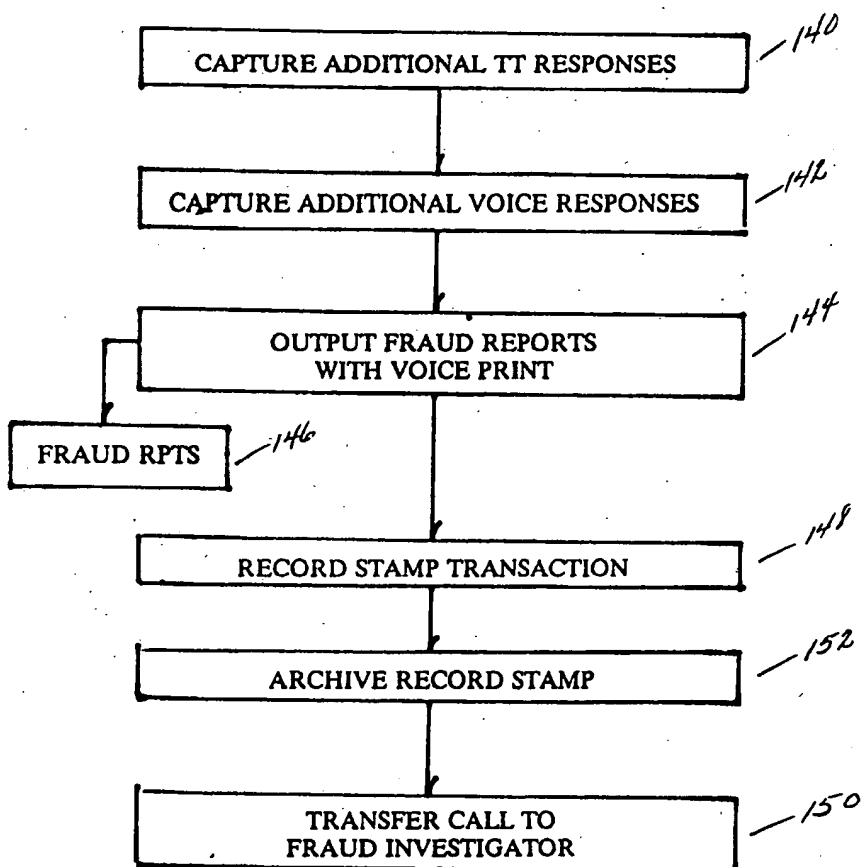 CAPTURE ADDITIONAL TT RESPONSES
140
CAPTURE ADDITIONAL VOICE RESPONSES
142
OUTPUT FRAUD REPORTS
WITH VOICE PRINT
144
FRAUD RPTS
146
RECORD STAMP TRANSACTION
148
ARCHIVE RECORD STAMP
152
TRANSFER CALL TO
FRAUD INVESTIGATOR
150